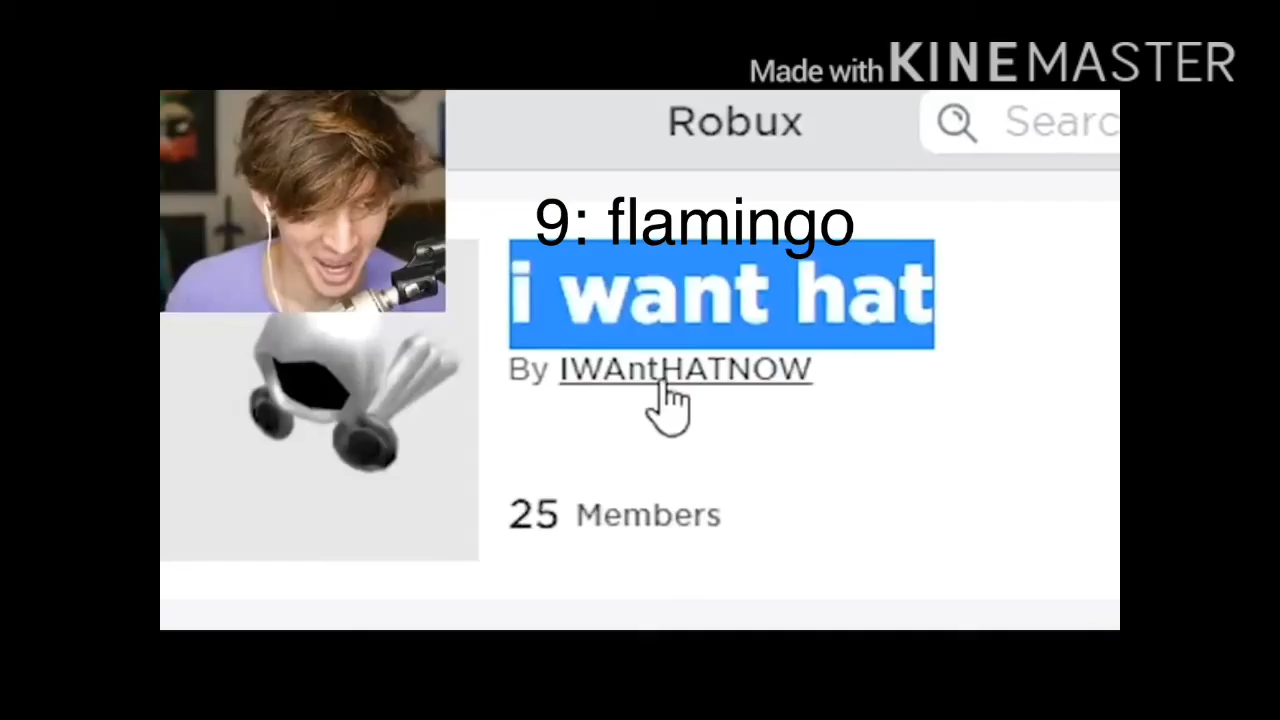 Made with KINEMASTER
Robux
Searc
9: flamingo
i want hat
By IWAntHATNOW
25 Members